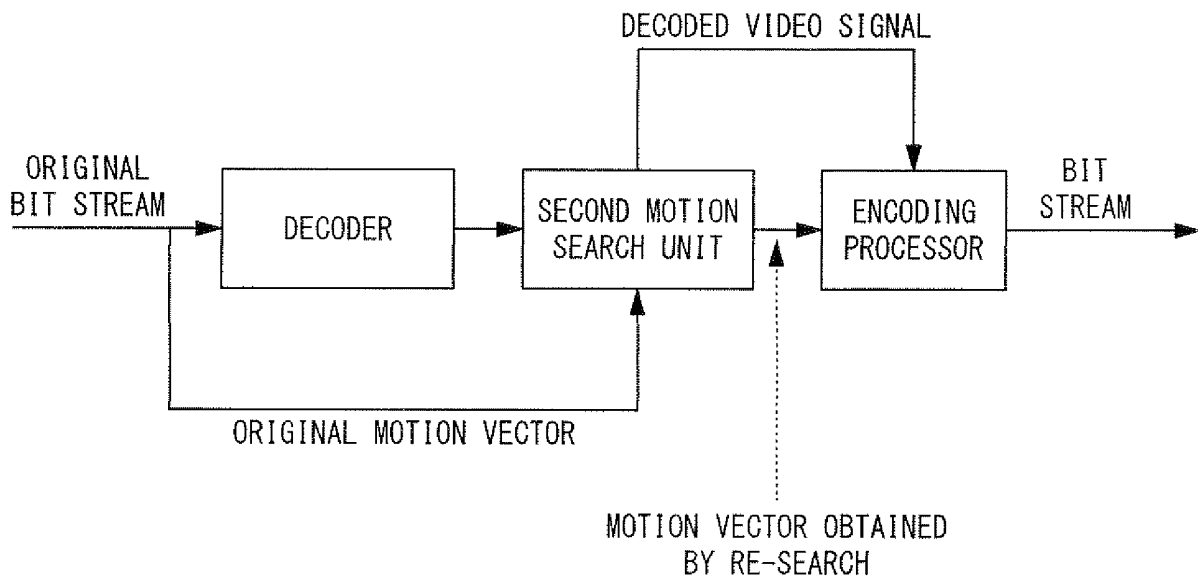 DECODED VIDEO SIGNAL
ORIGINAL
BIT STREAM
DECODER
SECOND MOTION
SEARCH UNIT
ENCODING
PROCESSOR
BIT
STREAM
ORIGINAL MOTION VECTOR
MOTION VECTOR OBTAINED
BY RE-SEARCH